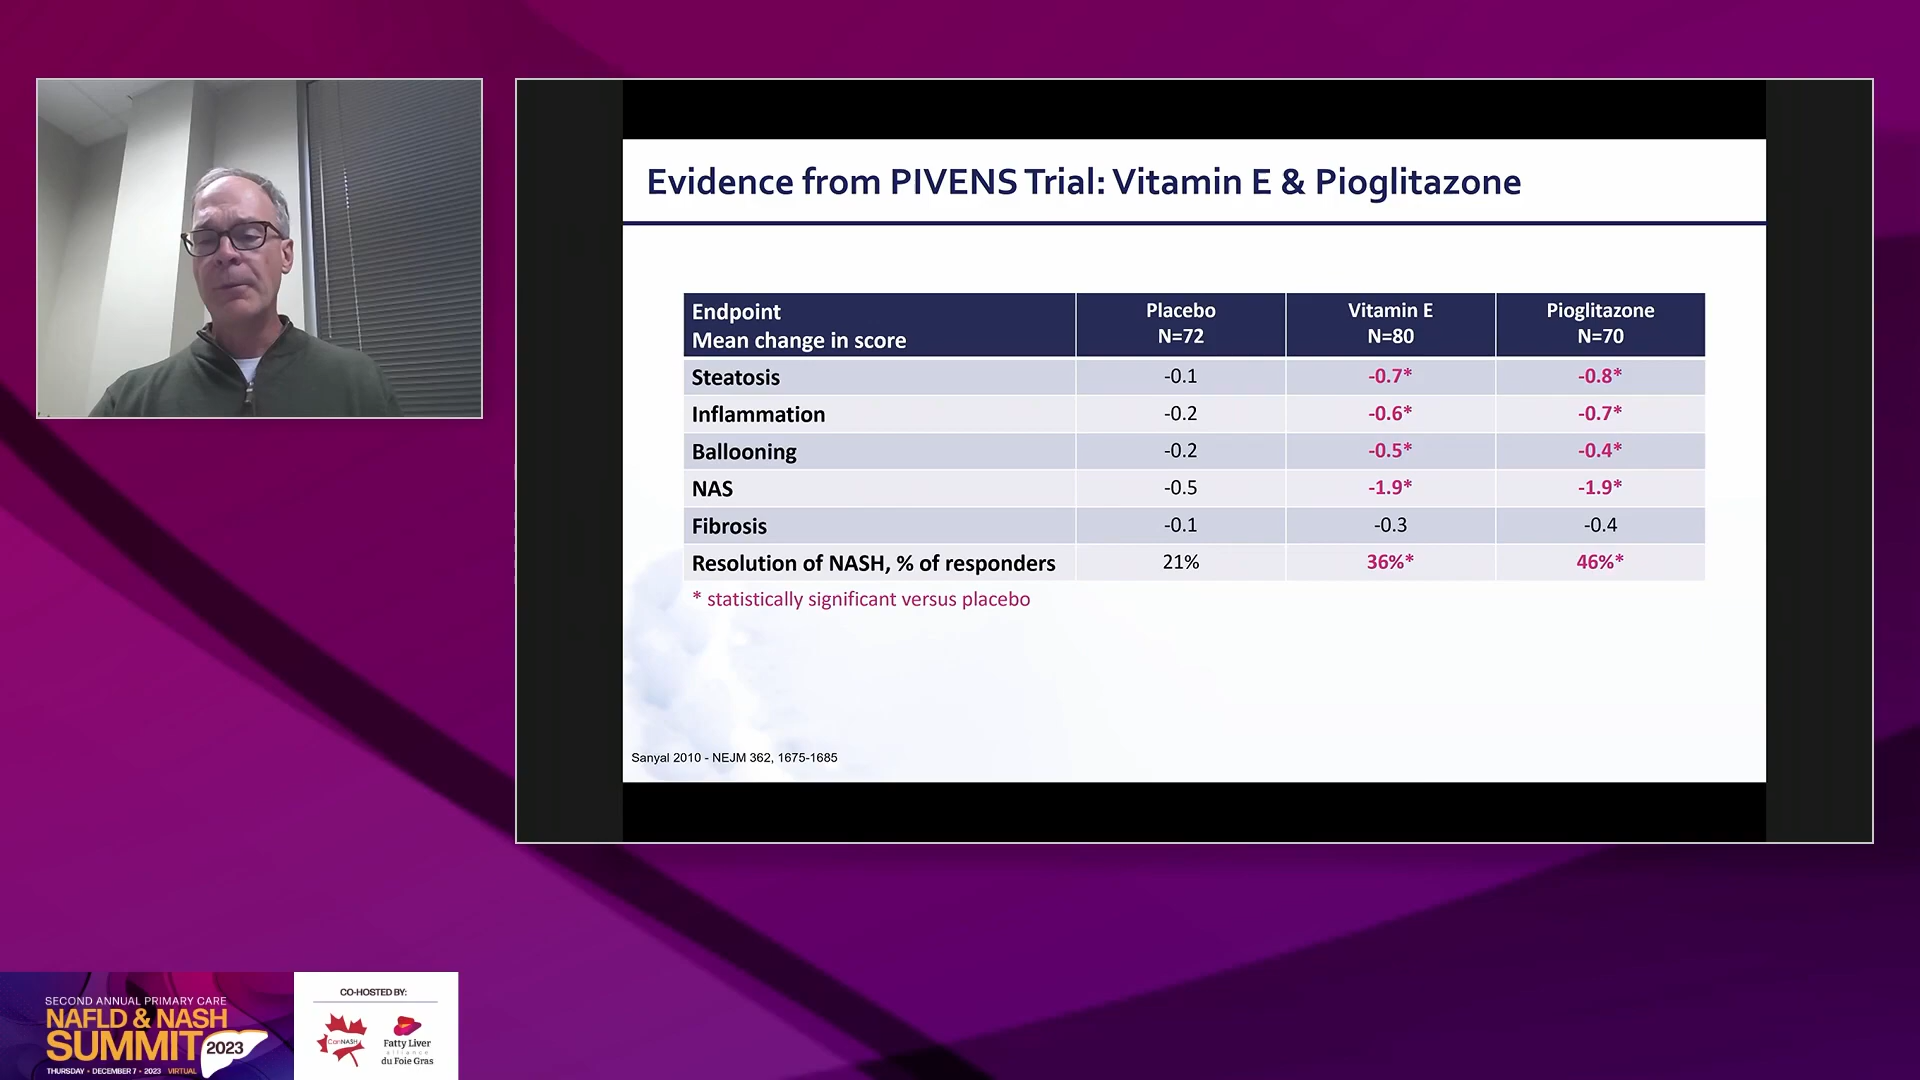 Evidence from PIVENS Trial: Vitamin E & Pioglitazone
Endpoint
Mean change in score
Placebo
N=72
Vitamin E
N=80
Pioglitazone
N=70
Steatosis -0.1 -0.7* -0.8*
Inflammation -0.2 -0.6* -0.7*
Ballooning -0.2 -0.5* -0.4*
NAS -0.5 -1.9* -1.9*
Fibrosis -0.1 -0.3 -0.4
Resolution of NASH, % of responders 21% 36%* 46%*
* statistically significant versus placebo
Sanyal 2010 - NEJM 362, 1675-1685
SECOND ANNUAL PRIMARY CARE
NAFLD & NASH
SUMMIT 2023
THURSDAY • DECEMBER 7 • 2023 VIRTUAL
CO-HOSTED BY:
CanNASH
Fatty Liver
alliance
du Foie Gras